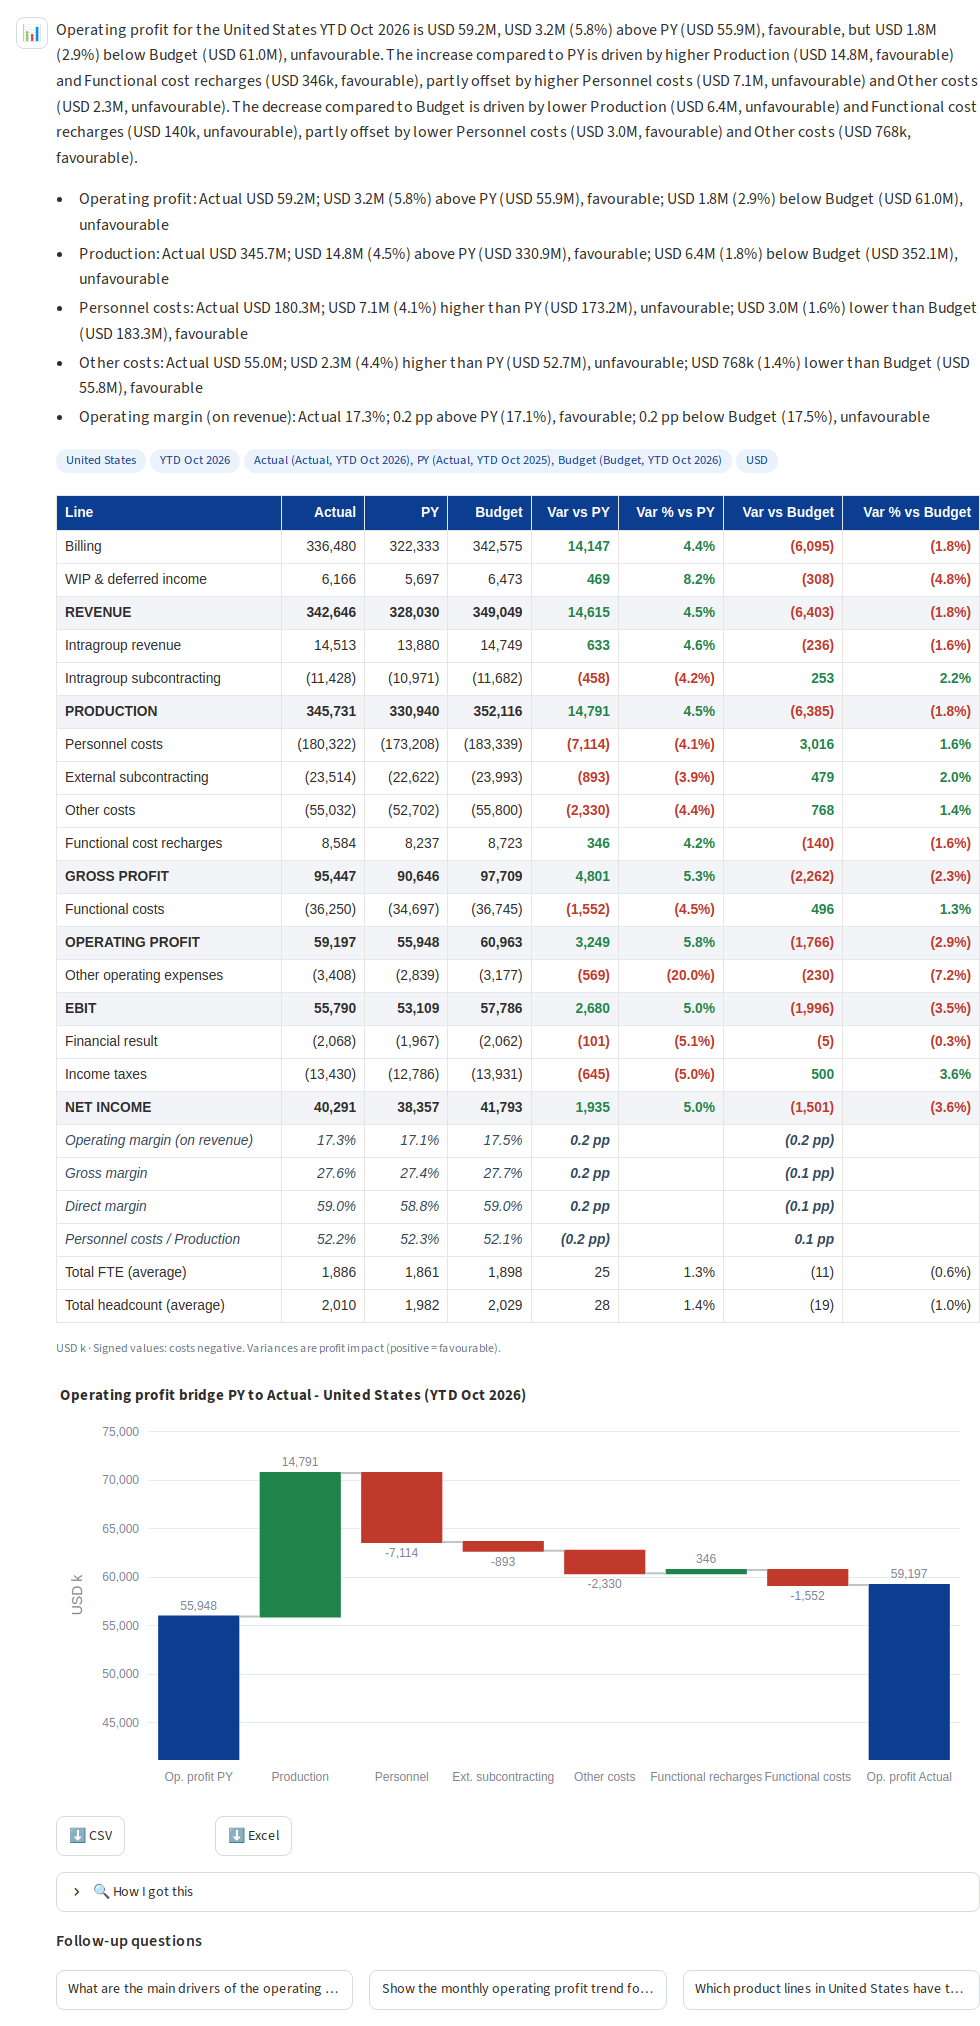 Operating profit for the United States YTD Oct 2026 is USD 59.2M, USD 3.2M (5.8%) above PY (USD 55.9M), favourable, but USD 1.8M
(2.9%) below Budget (USD 61.0M), unfavourable. The increase compared to PY is driven by higher Production (USD 14.8M, favourable)
and Functional cost recharges (USD 346k, favourable), partly offset by higher Personnel costs (USD 7.1M, unfavourable) and Other costs
(USD 2.3M, unfavourable). The decrease compared to Budget is driven by lower Production (USD 6.4M, unfavourable) and Functional cost
recharges (USD 140k, unfavourable), partly offset by lower Personnel costs (USD 3.0M, favourable) and Other costs (USD 768k,
favourable).
• Operating profit: Actual USD 59.2M; USD 3.2M (5.8%) above PY (USD 55.9M), favourable; USD 1.8M (2.9%) below Budget (USD 61.0M),
unfavourable
• Production: Actual USD 345.7M; USD 14.8M (4.5%) above PY (USD 330.9M), favourable; USD 6.4M (1.8%) below Budget (USD 352.1M),
unfavourable
• Personnel costs: Actual USD 180.3M; USD 7.1M (4.1%) higher than PY (USD 173.2M), unfavourable; USD 3.0M (1.6%) lower than Budget
(USD 183.3M), favourable
• Other costs: Actual USD 55.0M; USD 2.3M (4.4%) higher than PY (USD 52.7M), unfavourable; USD 768k (1.4%) lower than Budget (USD
55.8M), favourable
• Operating margin (on revenue): Actual 17.3%; 0.2 pp above PY (17.1%), favourable; 0.2 pp below Budget (17.5%), unfavourable
United States YTD Oct 2026 Actual (Actual, YTD Oct 2026), PY (Actual, YTD Oct 2025), Budget (Budget, YTD Oct 2026) USD
Line Actual PY Budget Var vs PY Var % vs PY Var vs Budget Var % vs Budget
Billing 336,480 322,333 342,575 14,147 4.4% (6,095) (1.8%)
WIP & deferred income 6,166 5,697 6,473 469 8.2% (308) (4.8%)
REVENUE 342,646 328,030 349,049 14,615 4.5% (6,403) (1.8%)
Intragroup revenue 14,513 13,880 14,749 633 4.6% (236) (1.6%)
Intragroup subcontracting (11,428) (10,971) (11,682) (458) (4.2%) 253 2.2%
PRODUCTION 345,731 330,940 352,116 14,791 4.5% (6,385) (1.8%)
Personnel costs (180,322) (173,208) (183,339) (7,114) (4.1%) 3,016 1.6%
External subcontracting (23,514) (22,622) (23,993) (893) (3.9%) 479 2.0%
Other costs (55,032) (52,702) (55,800) (2,330) (4.4%) 768 1.4%
Functional cost recharges 8,584 8,237 8,723 346 4.2% (140) (1.6%)
GROSS PROFIT 95,447 90,646 97,709 4,801 5.3% (2,262) (2.3%)
Functional costs (36,250) (34,697) (36,745) (1,552) (4.5%) 496 1.3%
OPERATING PROFIT 59,197 55,948 60,963 3,249 5.8% (1,766) (2.9%)
Other operating expenses (3,408) (2,839) (3,177) (569) (20.0%) (230) (7.2%)
EBIT 55,790 53,109 57,786 2,680 5.0% (1,996) (3.5%)
Financial result (2,068) (1,967) (2,062) (101) (5.1%) (5) (0.3%)
Income taxes (13,430) (12,786) (13,931) (645) (5.0%) 500 3.6%
NET INCOME 40,291 38,357 41,793 1,935 5.0% (1,501) (3.6%)
Operating margin (on revenue) 17.3% 17.1% 17.5% 0.2 pp (0.2 pp)
Gross margin 27.6% 27.4% 27.7% 0.2 pp (0.1 pp)
Direct margin 59.0% 58.8% 59.0% 0.2 pp (0.1 pp)
Personnel costs / Production 52.2% 52.3% 52.1% (0.2 pp) 0.1 pp
Total FTE (average) 1,886 1,861 1,898 25 1.3% (11) (0.6%)
Total headcount (average) 2,010 1,982 2,029 28 1.4% (19) (1.0%)
USD k · Signed values: costs negative. Variances are profit impact (positive = favourable).
Operating profit bridge PY to Actual - United States (YTD Oct 2026)
75,000
70,000
65,000
60,000
55,000
50,000
45,000
USD k
55,948 14,791 -7,114 -893 -2,330 346 -1,552 59,197
Op. profit PY Production Personnel Ext. subcontracting Other costs Functional recharges Functional costs Op. profit Actual
CSV Excel
How I got this
Follow-up questions
What are the main drivers of the operating … Show the monthly operating profit trend fo… Which product lines in United States have t…